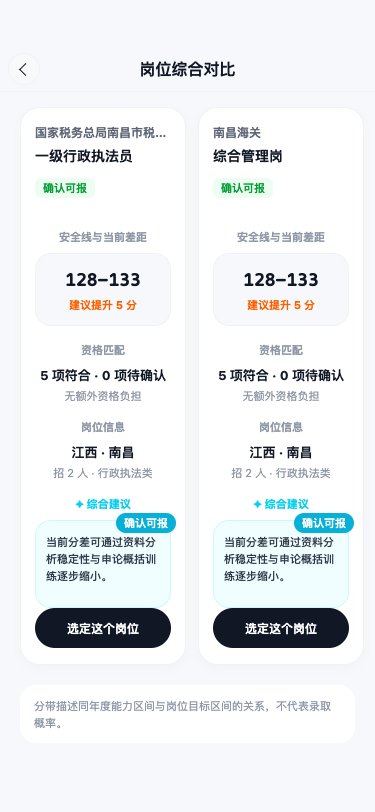 岗位综合对比
国家税务总局南昌市税...
一级行政执法员
确认可报
安全线与当前差距
128–133
建议提升 5 分
资格匹配
5 项符合 · 0 项待确认
无额外资格负担
岗位信息
江西 · 南昌
招 2 人 · 行政执法类
✦ 综合建议
确认可报
当前分差可通过资料分
析稳定性与申论概括训
练逐步缩小。
选定这个岗位
南昌海关
综合管理岗
确认可报
安全线与当前差距
128–133
建议提升 5 分
资格匹配
5 项符合 · 0 项待确认
无额外资格负担
岗位信息
江西 · 南昌
招 2 人 · 行政执法类
✦ 综合建议
确认可报
当前分差可通过资料分
析稳定性与申论概括训
练逐步缩小。
选定这个岗位
分带描述同年度能力区间与岗位目标区间的关系，不代表录取
概率。